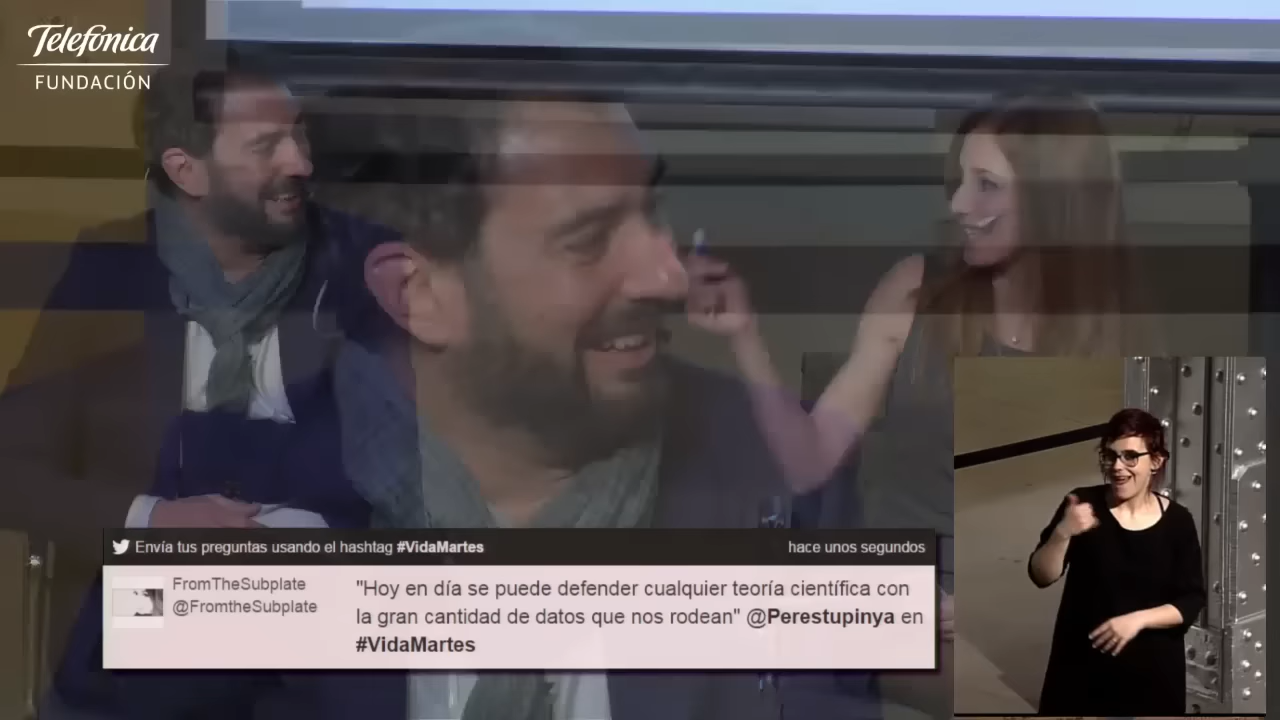 Telefónica
FUNDACIÓN
Envía tus preguntas usando el hashtag #VidaMartes
hace unos segundos
FromTheSubplate
@FromtheSubplate
"Hoy en día se puede defender cualquier teoría científica con
la gran cantidad de datos que nos rodean" @Perestupinya en
#VidaMartes